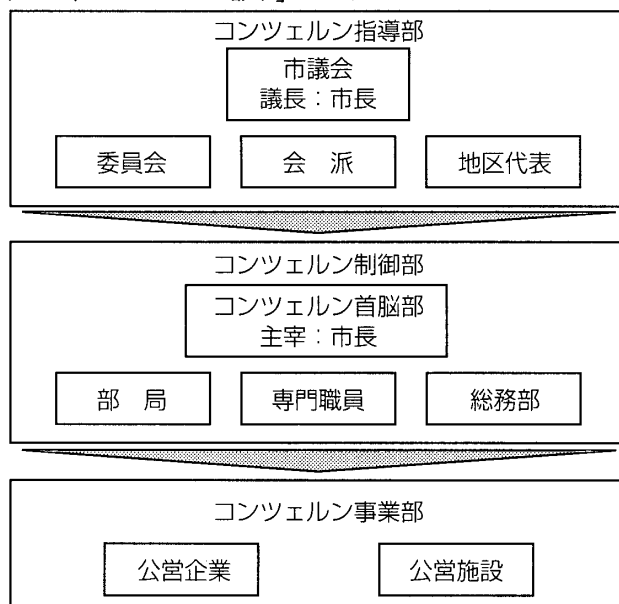 コンツェルン指導部
市議会
議長：市長
委員会
会　派
地区代表
コンツェルン制御部
コンツェルン首脳部
主宰：市長
部　局
専門職員
総務部
コンツェルン事業部
公営企業
公営施設